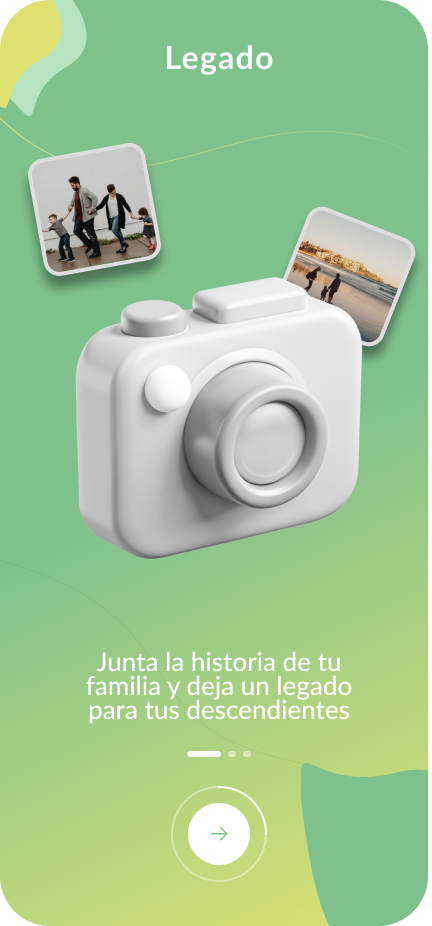 Legado
Junta la historia de tu
familia y deja un legado
para tus descendientes